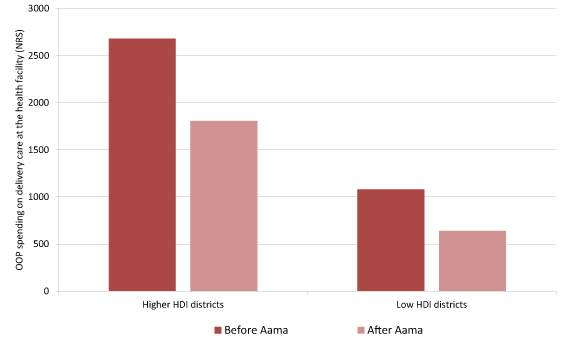 OOP spending on delivery care at the health facility (NRS)
3000
2500
2000
1500
1000
500
0
Higher HDI districts
Low HDI districts
Before Aama
After Aama